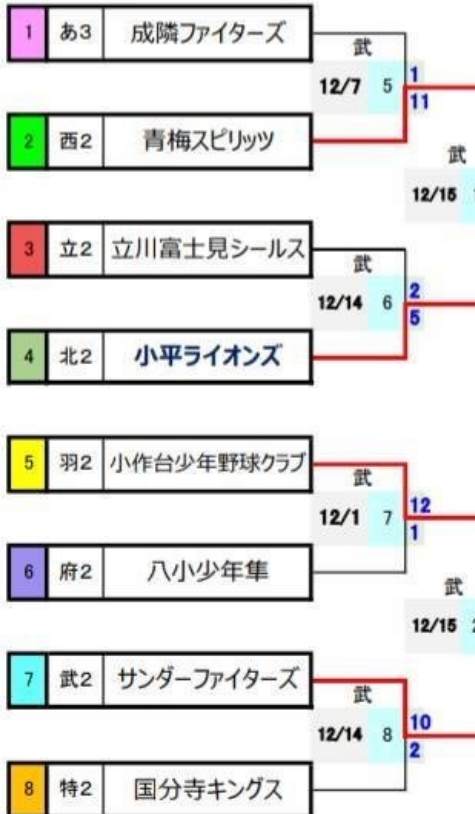 1 あ3 成隣ファイターズ
武
12/7 5 1
11
2 西2 青梅スピリッツ
武
12/15
3 立2 立川富士見シールス
武
12/14 6 2
5
4 北2 小平ライオンズ
5 羽2 小作台少年野球クラブ
武
12/1 7 12
1
6 府2 八小少年隼
武
12/15
7 武2 サンダーファイターズ
武
12/14 8 10
2
8 特2 国分寺キングス